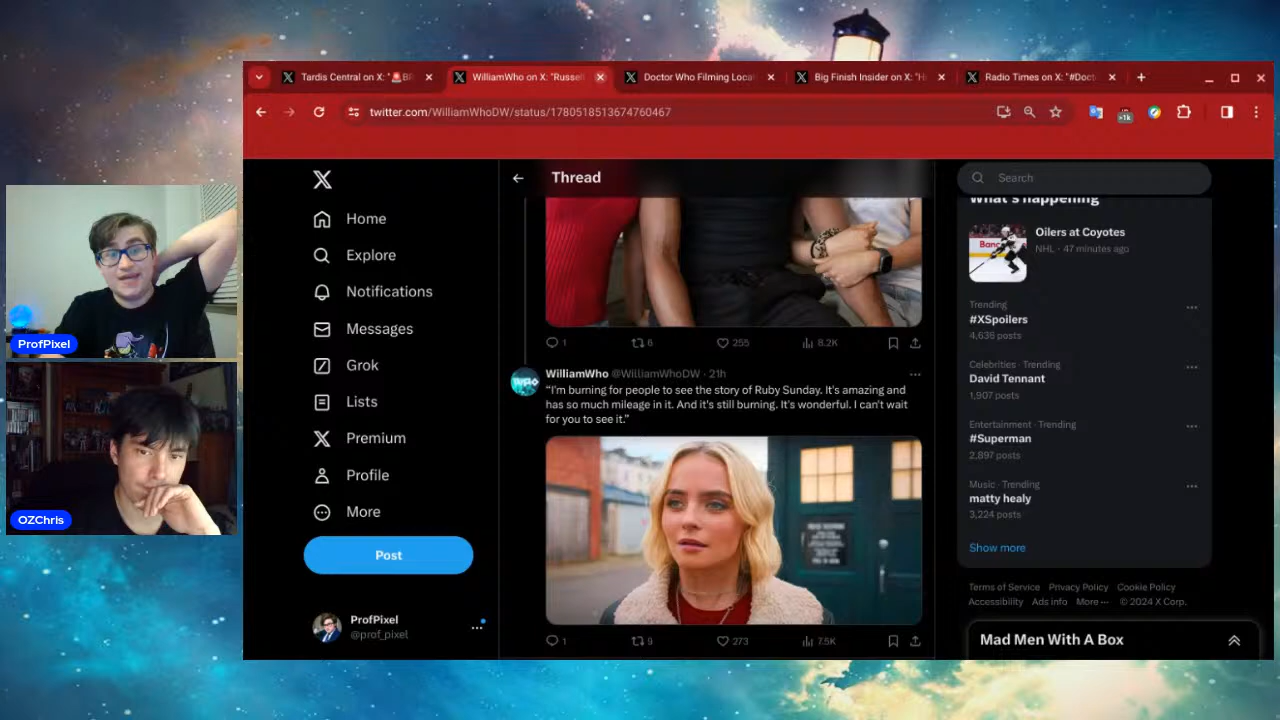 Tardis Central on X: "🚨BR
WilliamWho on X: "Russel
Doctor Who Filming Loca
Big Finish Insider on X: "H
Radio Times on X: "#Doct
twitter.com/WilliamWhoDW/status/1780518513674760467
>1k
Thread
Search
What's happening
Home
Explore
Notifications
Messages
Grok
Lists
Premium
Profile
More
Post
ProfPixel
@prof_pixel
1
6
255
8.2K
WilliamWho @WilliamWhoDW · 21h
"I'm burning for people to see the story of Ruby Sunday. It's amazing and
has so much mileage in it. And it's still burning. It's wonderful. I can't wait
for you to see it."
1
9
273
7.5K
Oilers at Coyotes
NHL · 47 minutes ago
Trending
#XSpoilers
4,636 posts
Celebrities · Trending
David Tennant
1,907 posts
Entertainment · Trending
#Superman
2,897 posts
Music · Trending
matty healy
3,224 posts
Show more
Terms of Service Privacy Policy Cookie Policy
Accessibility Ads info More ··· © 2024 X Corp.
Mad Men With A Box
ProfPixel
OZChris